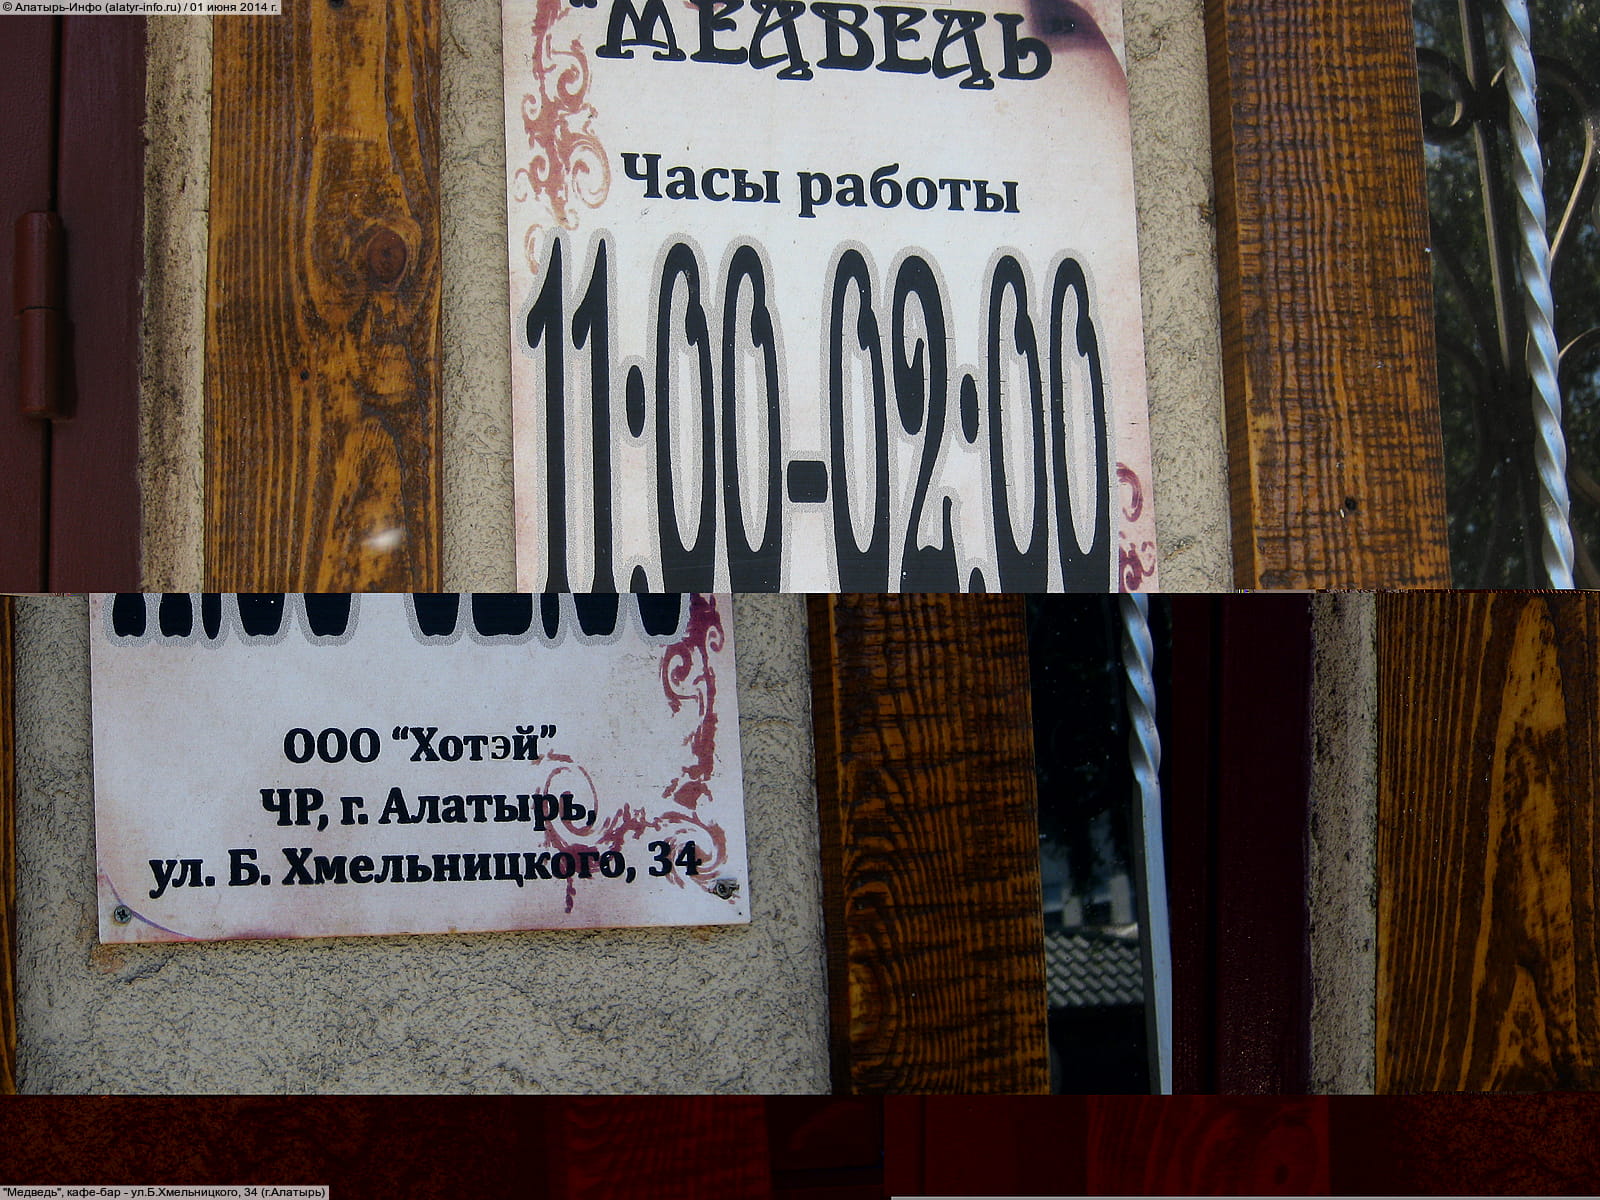 © Алатырь-Инфо (alatyr-info.ru) / 01 июня 2014 г.
"МЕДВЕДЬ
Часы работы
11:00-02:00
ООО “Хотэй”
ЧР, г. Алатырь,
ул. Б. Хмельницкого, 34
"Медведь", кафе-бар - ул.Б.Хмельницкого, 34 (г.Алатырь)